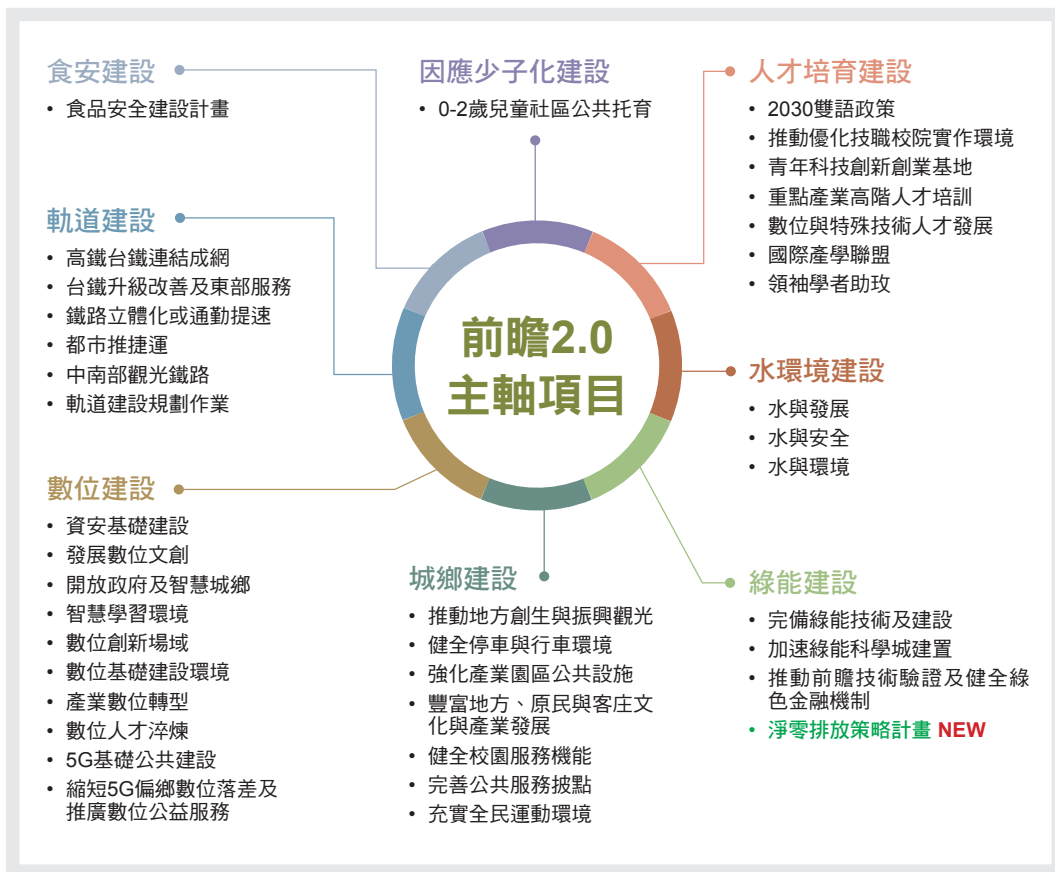 食安建設
• 食品安全建設計畫
因應少子化建設
• 0-2歲兒童社區公共托育
人才培育建設
• 2030雙語政策
• 推動優化技職校院實作環境
• 青年科技創新創業基地
• 重點產業高階人才培訓
• 數位與特殊技術人才發展
• 國際產學聯盟
• 領袖學者助攻
軌道建設
• 高鐵台鐵連結成網
• 台鐵升級改善及東部服務
• 鐵路立體化或通勤提速
• 都市推捷運
• 中南部觀光鐵路
• 軌道建設規劃作業
前瞻2.0
主軸項目
水環境建設
• 水與發展
• 水與安全
• 水與環境
數位建設
• 資安基礎建設
• 發展數位文創
• 開放政府及智慧城鄉
• 智慧學習環境
• 數位創新場域
• 數位基礎建設環境
• 產業數位轉型
• 數位人才淬煉
• 5G基礎公共建設
• 縮短5G偏鄉數位落差及
推廣數位公益服務
城鄉建設
• 推動地方創生與振興觀光
• 健全停車與行車環境
• 強化產業園區公共設施
• 豐富地方、原民與客庄文
化與產業發展
• 健全校園服務機能
• 完善公共服務披點
• 充實全民運動環境
綠能建設
• 完備綠能技術及建設
• 加速綠能科學城建置
• 推動前瞻技術驗證及健全綠
色金融機制
• 淨零排放策略計畫 NEW